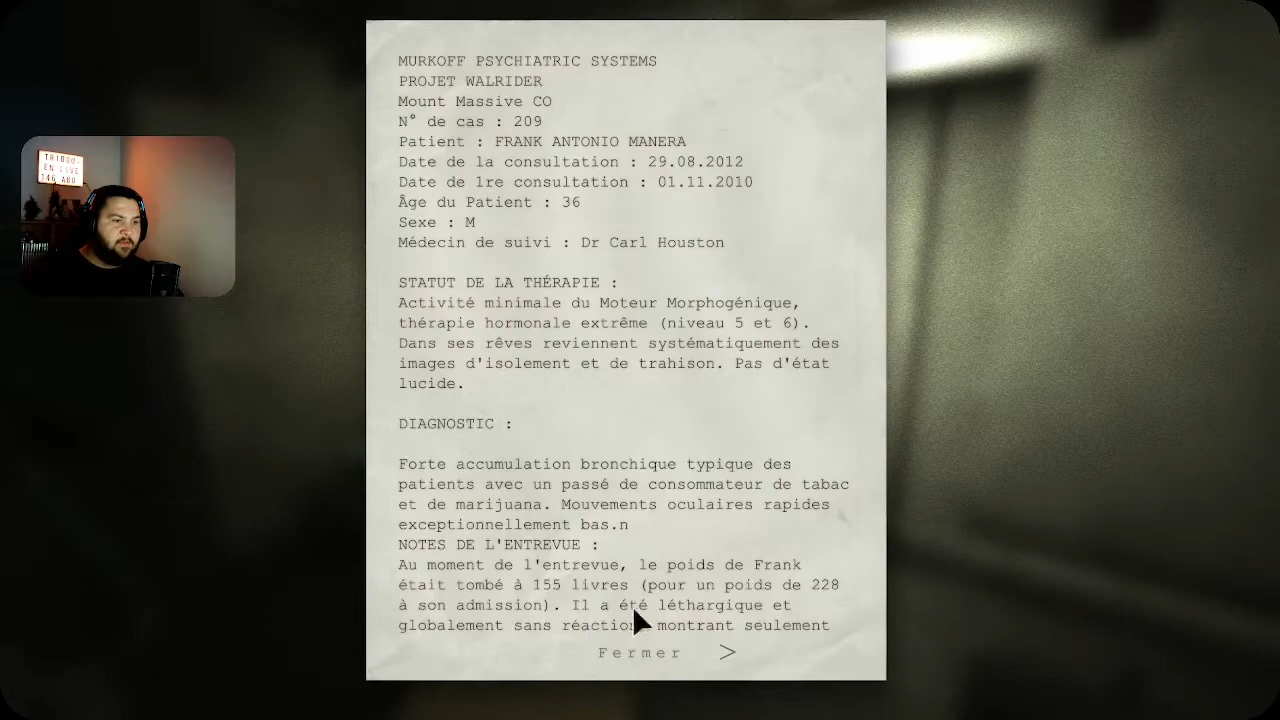 MURKOFF PSYCHIATRIC SYSTEMS
PROJET WALRIDER
Mount Massive CO
N° de cas : 209
Patient : FRANK ANTONIO MANERA
Date de la consultation : 29.08.2012
Date de 1re consultation : 01.11.2010
Âge du Patient : 36
Sexe : M
Médecin de suivi : Dr Carl Houston
STATUT DE LA THÉRAPIE :
Activité minimale du Moteur Morphogénique,
thérapie hormonale extrême (niveau 5 et 6).
Dans ses rêves reviennent systématiquement des
images d'isolement et de trahison. Pas d'état
lucide.
DIAGNOSTIC :
Forte accumulation bronchique typique des
patients avec un passé de consommateur de tabac
et de marijuana. Mouvements oculaires rapides
exceptionnellement bas.n
NOTES DE L'ENTREVUE :
Au moment de l'entrevue, le poids de Frank
était tombé à 155 livres (pour un poids de 228
à son admission). Il a été léthargique et
globalement sans réaction montrant seulement
Fermer >
EN LIVE